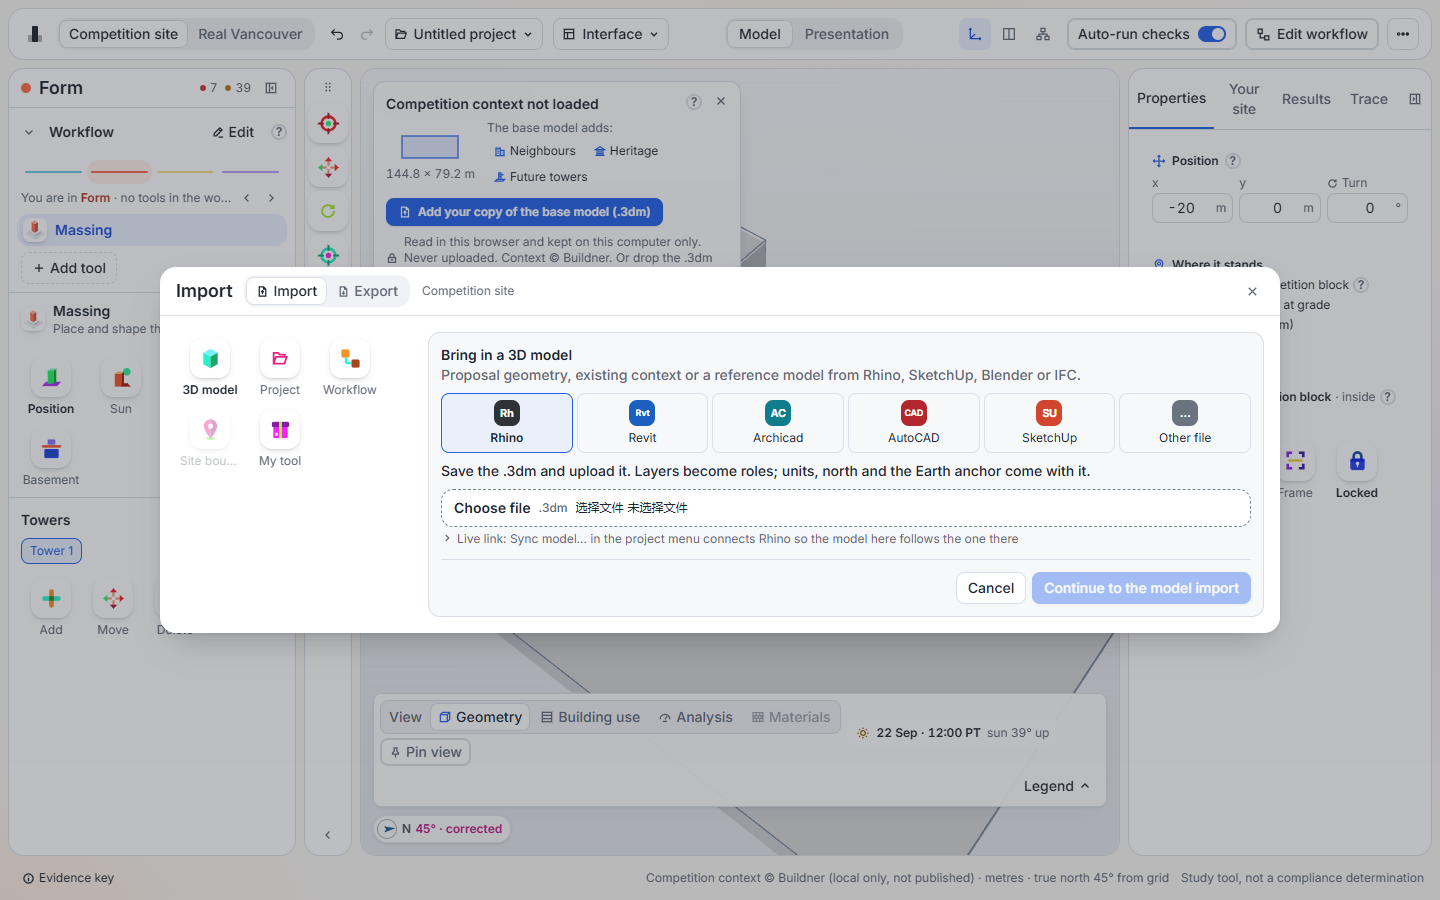 Competition site
Real Vancouver
Untitled project
Interface
Model
Presentation
Auto-run checks
Edit workflow
Form
7
39
Workflow
Edit
?
You are in Form · no tools in the wo...
Massing
+ Add tool
Massing
Place and shape th
Position
Sun
Basement
Towers
Tower 1
Add
Move
Competition context not loaded
?
144.8 × 79.2 m
The base model adds:
Neighbours
Heritage
Future towers
Add your copy of the base model (.3dm)
Read in this browser and kept on this computer only.
Never uploaded. Context © Buildner. Or drop the .3dm
Properties
Your site
Results
Trace
Position ?
x
y
Turn
-20 m
0 m
0 °
Where it stands
etition block ?
at grade
m)
on block · inside ?
Frame
Locked
Import
Import
Export
Competition site
3D model
Project
Workflow
Site bou...
My tool
Bring in a 3D model
Proposal geometry, existing context or a reference model from Rhino, SketchUp, Blender or IFC.
Rh
Rhino
Rvt
Revit
AC
Archicad
CAD
AutoCAD
SU
SketchUp
...
Other file
Save the .3dm and upload it. Layers become roles; units, north and the Earth anchor come with it.
Choose file .3dm 选择文件 未选择文件
Live link: Sync model... in the project menu connects Rhino so the model here follows the one there
Cancel
Continue to the model import
View
Geometry
Building use
Analysis
Materials
22 Sep · 12:00 PT sun 39° up
Pin view
Legend
N 45° · corrected
Evidence key
Competition context © Buildner (local only, not published) · metres · true north 45° from grid
Study tool, not a compliance determination